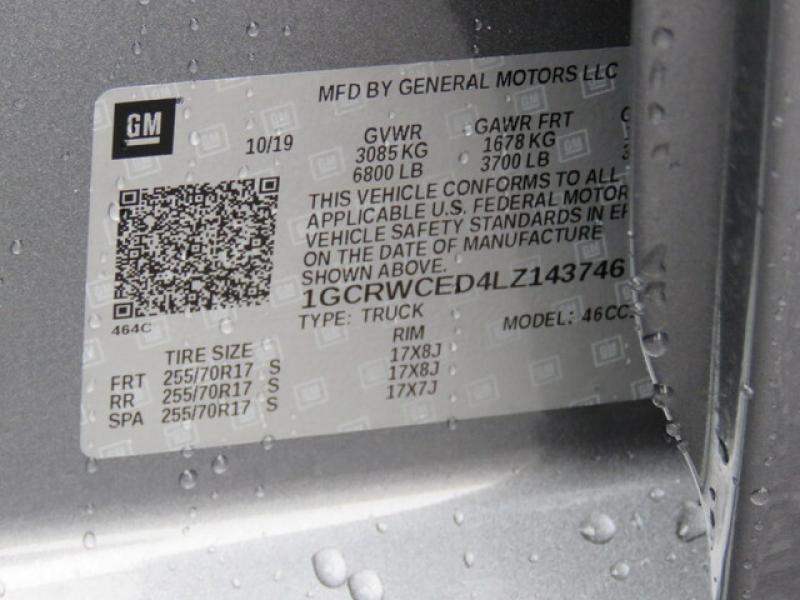 MFD BY GENERAL MOTORS LLC
GM
10/19
GVWR GAWR FRT
3085 KG 1678 KG
6800 LB 3700 LB
THIS VEHICLE CONFORMS TO ALL
APPLICABLE U.S. FEDERAL MOTOR
VEHICLE SAFETY STANDARDS IN
ON THE DATE OF MANUFACTURE
SHOWN ABOVE.
1GCRWCED4LZ143746
464C
TYPE: TRUCK MODEL: 46CC
TIRE SIZE RIM
FRT 255/70R17 S 17X8J
RR 255/70R17 S 17X8J
SPA 255/70R17 S 17X7J